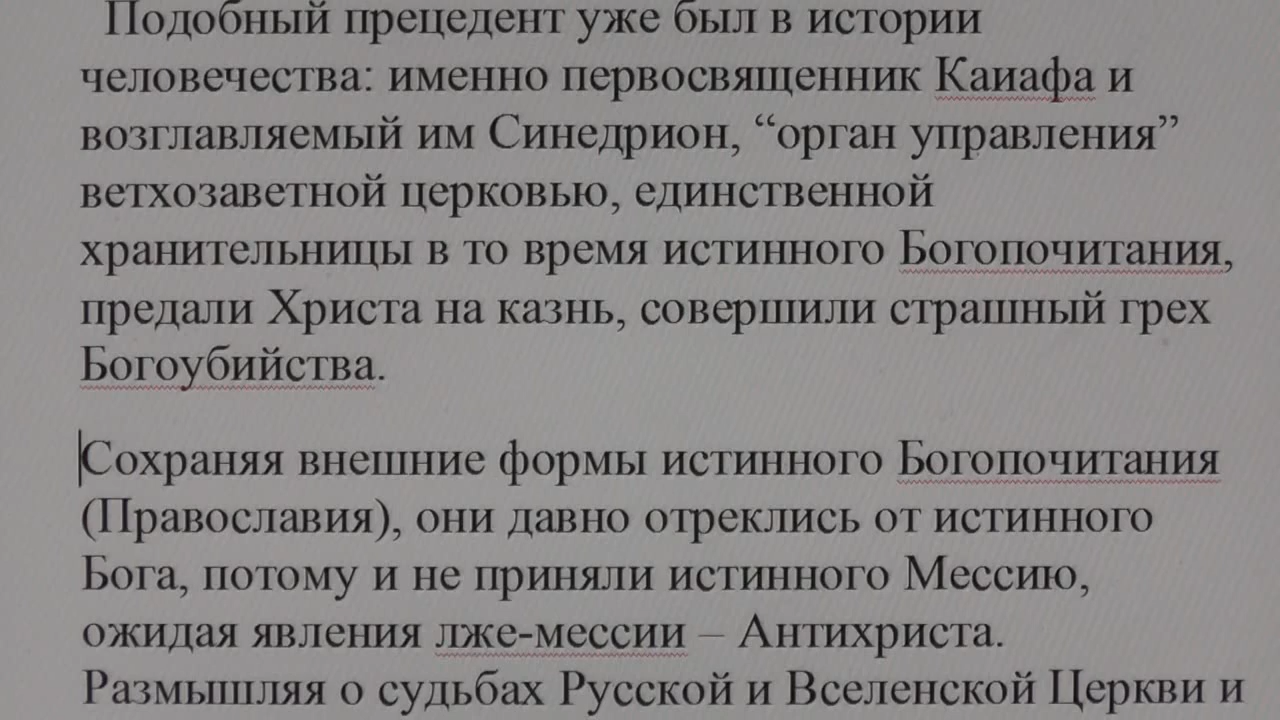 Подобный прецедент уже был в истории
человечества: именно первосвященник Каиафа и
возглавляемый им Синедрион, “орган управления”
ветхозаветной церковью, единственной
хранительницы в то время истинного Богопочитания,
предали Христа на казнь, совершили страшный грех
Богоубийства.
Сохраняя внешние формы истинного Богопочитания
(Православия), они давно отреклись от истинного
Бога, потому и не приняли истинного Мессию,
ожидая явления лже-мессии – Антихриста.
Размышляя о судьбах Русской и Вселенской Церкви и